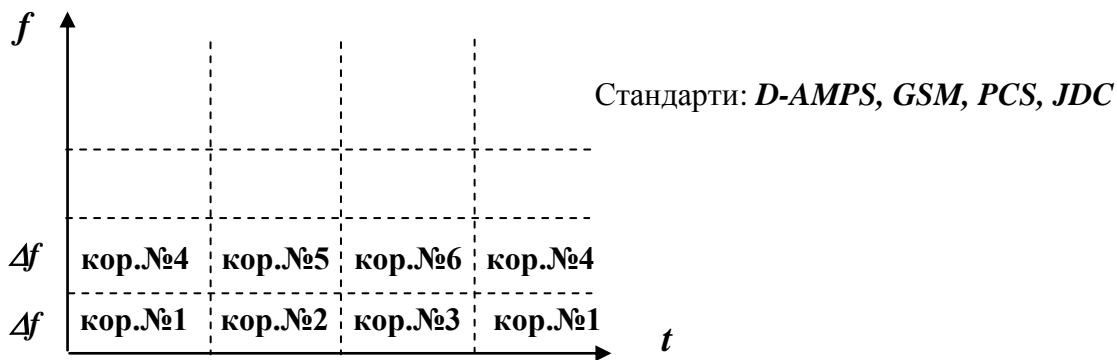 f
Стандарти: D-AMPS, GSM, PCS, JDC
Δf кор.№4 кор.№5 кор.№6 кор.№4
Δf кор.№1 кор.№2 кор.№3 кор.№1
t